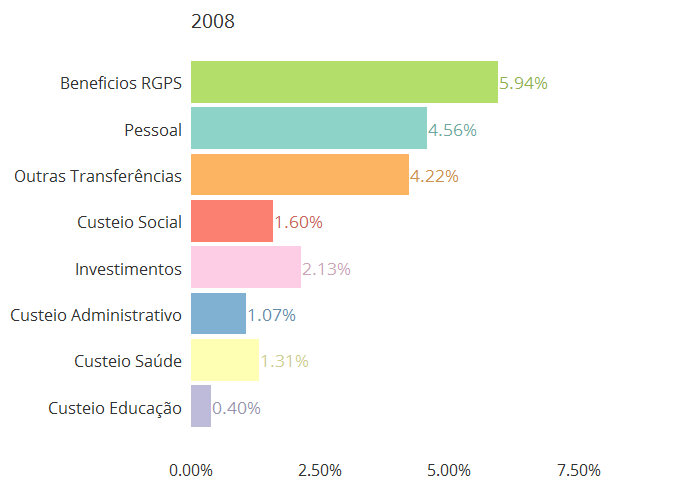 2008
Beneficios RGPS 5.94%
Pessoal 4.56%
Outras Transferências 4.22%
Custeio Social 1.60%
Investimentos 2.13%
Custeio Administrativo 1.07%
Custeio Saúde 1.31%
Custeio Educação 0.40%
0.00% 2.50% 5.00% 7.50%